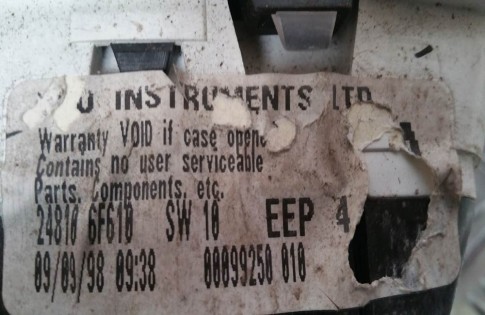 INSTRUMENTS LTD
Warranty VOID if case opene
Contains no user serviceable
Parts, Components, etc.
24810 6F610 SW 10 EEP 4
09/09/98 09:38 00099250 010